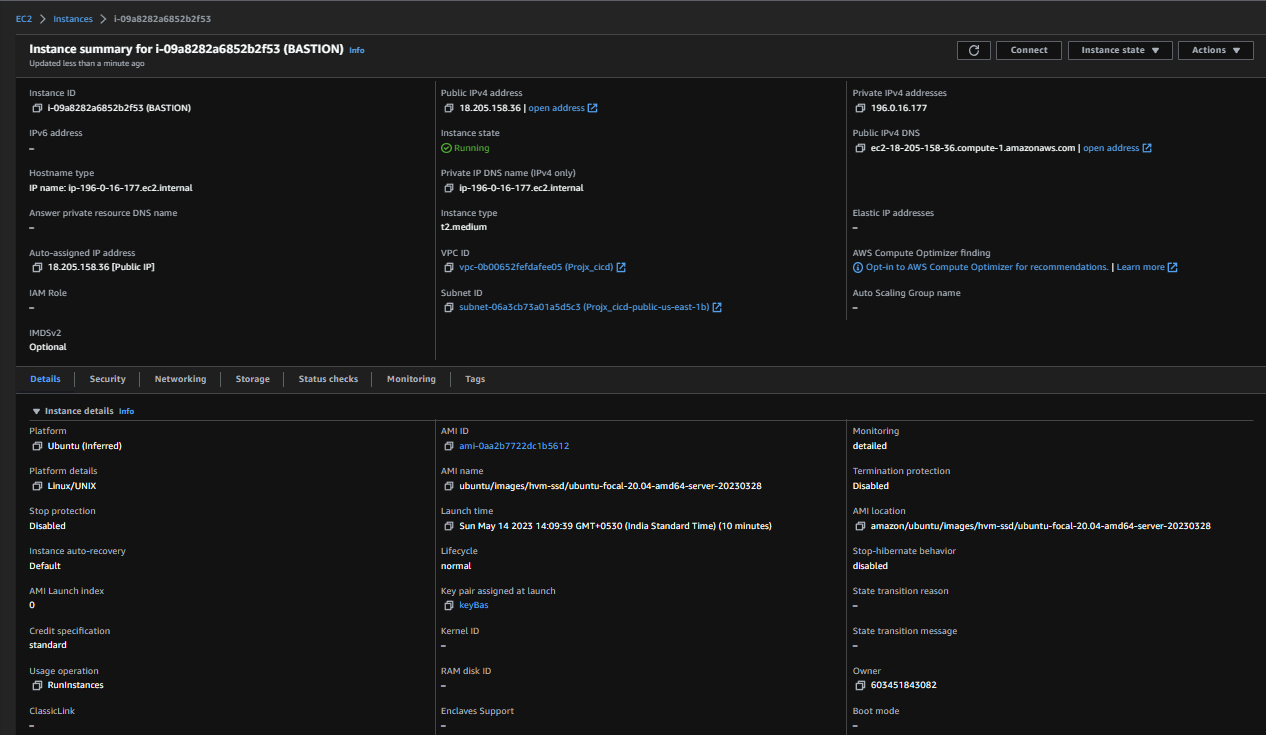 EC2 > Instances > i-09a8282a6852b2f53
Instance summary for i-09a8282a6852b2f53 (BASTION) Info
Updated less than a minute ago
Connect
Instance state
Actions
Instance ID
i-09a8282a6852b2f53 (BASTION)
Public IPv4 address
18.205.158.36 | open address
Private IPv4 addresses
196.0.16.177
IPv6 address
–
Instance state
Running
Public IPv4 DNS
ec2-18-205-158-36.compute-1.amazonaws.com | open address
Hostname type
IP name: ip-196-0-16-177.ec2.internal
Private IP DNS name (IPv4 only)
ip-196-0-16-177.ec2.internal
Answer private resource DNS name
–
Instance type
t2.medium
Elastic IP addresses
–
Auto-assigned IP address
18.205.158.36 [Public IP]
VPC ID
vpc-0b00652fefdafee05 (Projx_cicd)
AWS Compute Optimizer finding
Opt-in to AWS Compute Optimizer for recommendations. | Learn more
IAM Role
–
Subnet ID
subnet-06a3cb73a01a5d5c3 (Projx_cicd-public-us-east-1b)
Auto Scaling Group name
–
IMDSv2
Optional
Details
Security
Networking
Storage
Status checks
Monitoring
Tags
Instance details Info
Platform
Ubuntu (Inferred)
AMI ID
ami-0aa2b7722dc1b5612
Monitoring
detailed
Platform details
Linux/UNIX
AMI name
ubuntu/images/hvm-ssd/ubuntu-focal-20.04-amd64-server-20230328
Termination protection
Disabled
Stop protection
Disabled
Launch time
Sun May 14 2023 14:09:39 GMT+0530 (India Standard Time) (10 minutes)
AMI location
amazon/ubuntu/images/hvm-ssd/ubuntu-focal-20.04-amd64-server-20230328
Instance auto-recovery
Default
Lifecycle
normal
Stop-hibernate behavior
disabled
AMI Launch index
0
Key pair assigned at launch
keyBas
State transition reason
–
Credit specification
standard
Kernel ID
–
State transition message
–
Usage operation
RunInstances
RAM disk ID
–
Owner
603451843082
ClassicLink
–
Enclaves Support
–
Boot mode
–